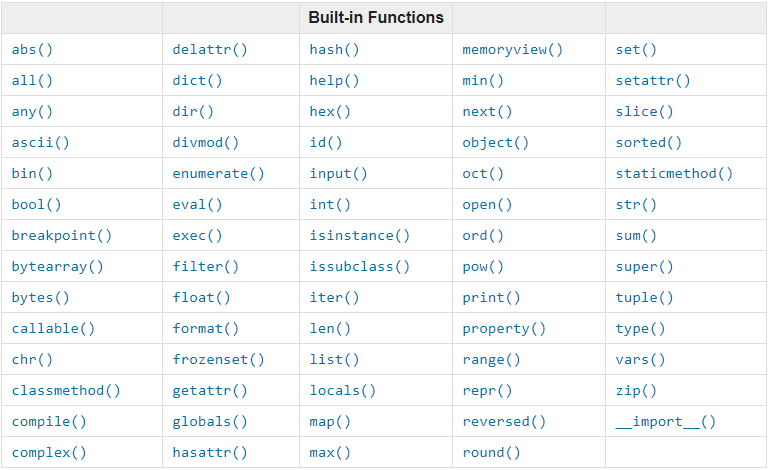 Built-in Functions
abs() delattr() hash() memoryview() set()
all() dict() help() min() setattr()
any() dir() hex() next() slice()
ascii() divmod() id() object() sorted()
bin() enumerate() input() oct() staticmethod()
bool() eval() int() open() str()
breakpoint() exec() isinstance() ord() sum()
bytearray() filter() issubclass() pow() super()
bytes() float() iter() print() tuple()
callable() format() len() property() type()
chr() frozenset() list() range() vars()
classmethod() getattr() locals() repr() zip()
compile() globals() map() reversed() __import__()
complex() hasattr() max() round()